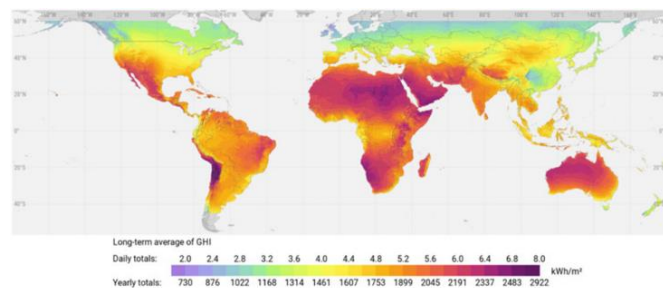 Long-term average of GHI
Daily totals: 2.0 2.4 2.8 3.2 3.6 4.0 4.4 4.8 5.2 5.6 6.0 6.4 6.8 8.0
kWh/m²
Yearly totals: 730 876 1022 1168 1314 1461 1607 1753 1899 2045 2191 2337 2483 2922